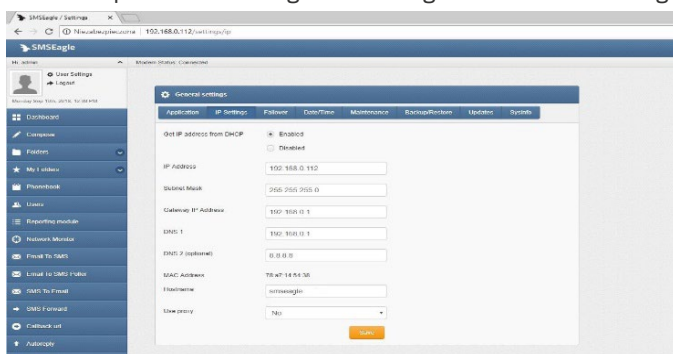 SMSEagle / Settings
Niezabezpieczona | 192.168.0.112/settings/ip
SMSEagle
Hi, admin
Modem Status: Connected
User Settings
Logout
General settings
Application IP Settings Failover Date/Time Maintenance Backup/Restore Updates Sysinfo
Dashboard
Compose
Folders
My Folders
Phonebook
Users
Reporting module
Network Monitor
Email To SMS
Email To SMS Poller
SMS To Email
SMS Forward
Callback url
Autoreply
Get IP address from DHCP
Enabled
Disabled
IP Address
192.168.0.112
Subnet Mask
255.255.255.0
Gateway IP Address
192.168.0.1
DNS 1
192.168.0.1
DNS 2 (optional)
8.8.8.8
MAC Address
Hostname
smseagle
Use proxy
No
Save